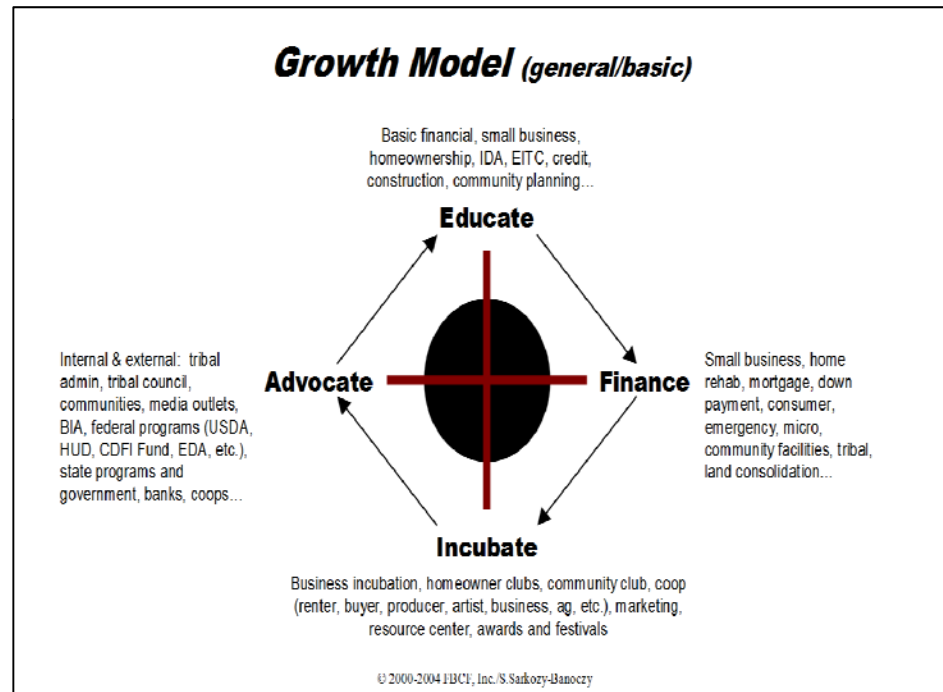 Growth Model (general/basic)
Basic financial, small business,
homeownership, IDA, EITC, credit,
construction, community planning...
Educate
Internal & external:  tribal
admin, tribal council,
communities, media outlets,
BIA, federal programs (USDA,
HUD, CDFI Fund, EDA, etc.),
state programs and
government, banks, coops...
Advocate
Finance
Small business, home
rehab, mortgage, down
payment, consumer,
emergency, micro,
community facilities, tribal,
land consolidation...
Incubate
Business incubation, homeowner clubs, community club, coop
(renter, buyer, producer, artist, business, ag, etc.), marketing,
resource center, awards and festivals
© 2000-2004 FBCF, Inc./S.Sarkozy-Banoczy